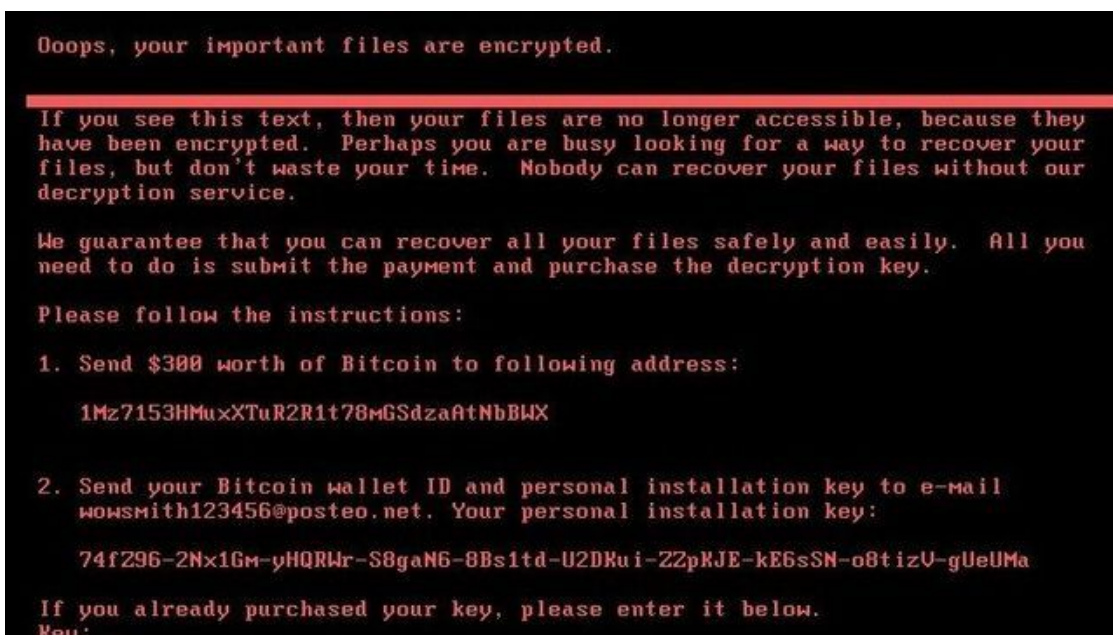 Ooops, your important files are encrypted.
If you see this text, then your files are no longer accessible, because they
have been encrypted.  Perhaps you are busy looking for a way to recover your
files, but don't waste your time.  Nobody can recover your files without our
decryption service.
We guarantee that you can recover all your files safely and easily.  All you
need to do is submit the payment and purchase the decryption key.
Please follow the instructions:
1. Send $300 worth of Bitcoin to following address:
1Mz7153HMuxXTuR2R1t78mGSdzaAtNbBWX
2. Send your Bitcoin wallet ID and personal installation key to e-mail
wowsmith123456@posteo.net. Your personal installation key:
74fZ96-2Nx1Gm-yHQRWr-S8gaN6-8Bs1td-U2DKui-ZZpKJE-kE6sSN-o8tizV-gUeUMa
If you already purchased your key, please enter it below.
Key: